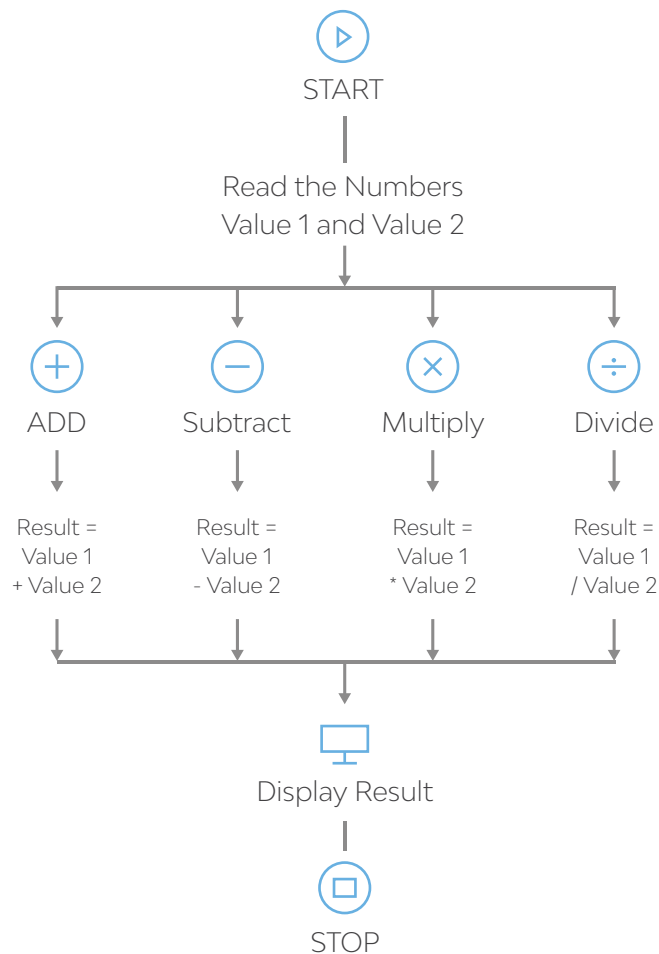 START
Read the Numbers
Value 1 and Value 2
ADD
Subtract
Multiply
Divide
Result =
Value 1
+ Value 2
Result =
Value 1
- Value 2
Result =
Value 1
* Value 2
Result =
Value 1
/ Value 2
Display Result
STOP